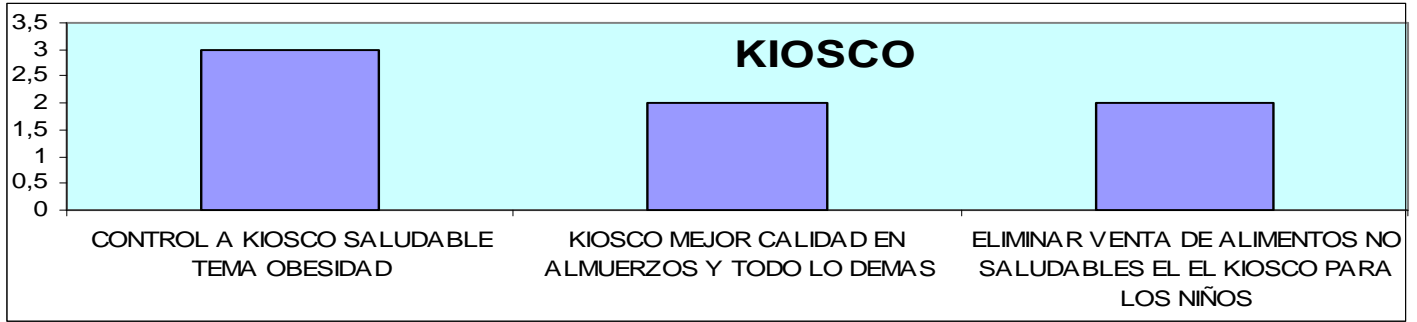 KIOSCO
3,5
3
2,5
2
1,5
1
0,5
0
CONTROL A KIOSCO SALUDABLE
TEMA OBESIDAD
KIOSCO MEJOR CALIDAD EN
ALMUERZOS Y TODO LO DEMAS
ELIMINAR VENTA DE ALIMENTOS NO
SALUDABLES EL EL KIOSCO PARA
LOS NIÑOS